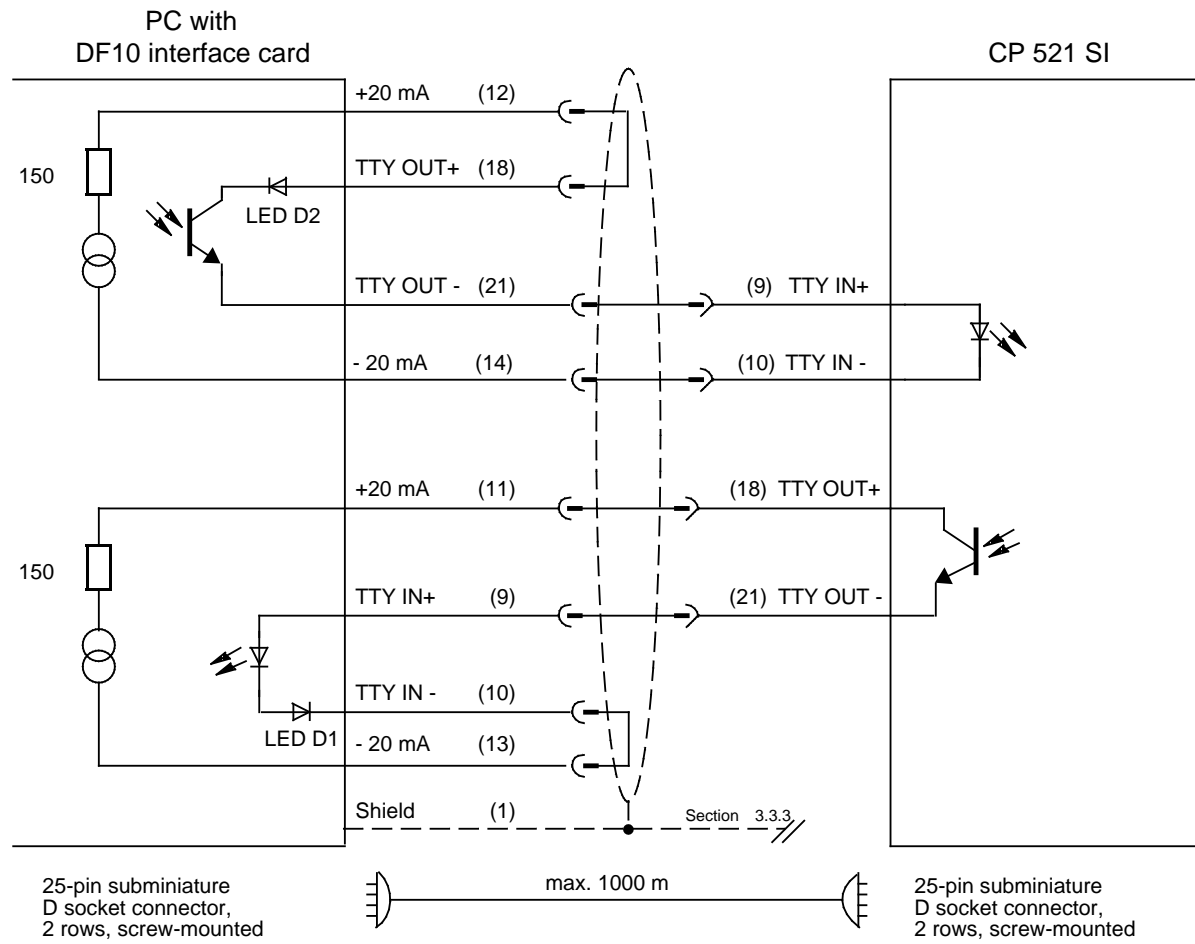 PC with
DF10 interface card
CP 521 SI
+20 mA (12)
150
TTY OUT+ (18)
LED D2
TTY OUT - (21)
(9) TTY IN+
- 20 mA (14)
(10) TTY IN -
+20 mA (11)
(18) TTY OUT+
150
TTY IN+ (9)
(21) TTY OUT -
TTY IN - (10)
LED D1
- 20 mA (13)
Shield (1)
Section 3.3.3
max. 1000 m
25-pin subminiature
D socket connector,
2 rows, screw-mounted
25-pin subminiature
D socket connector,
2 rows, screw-mounted